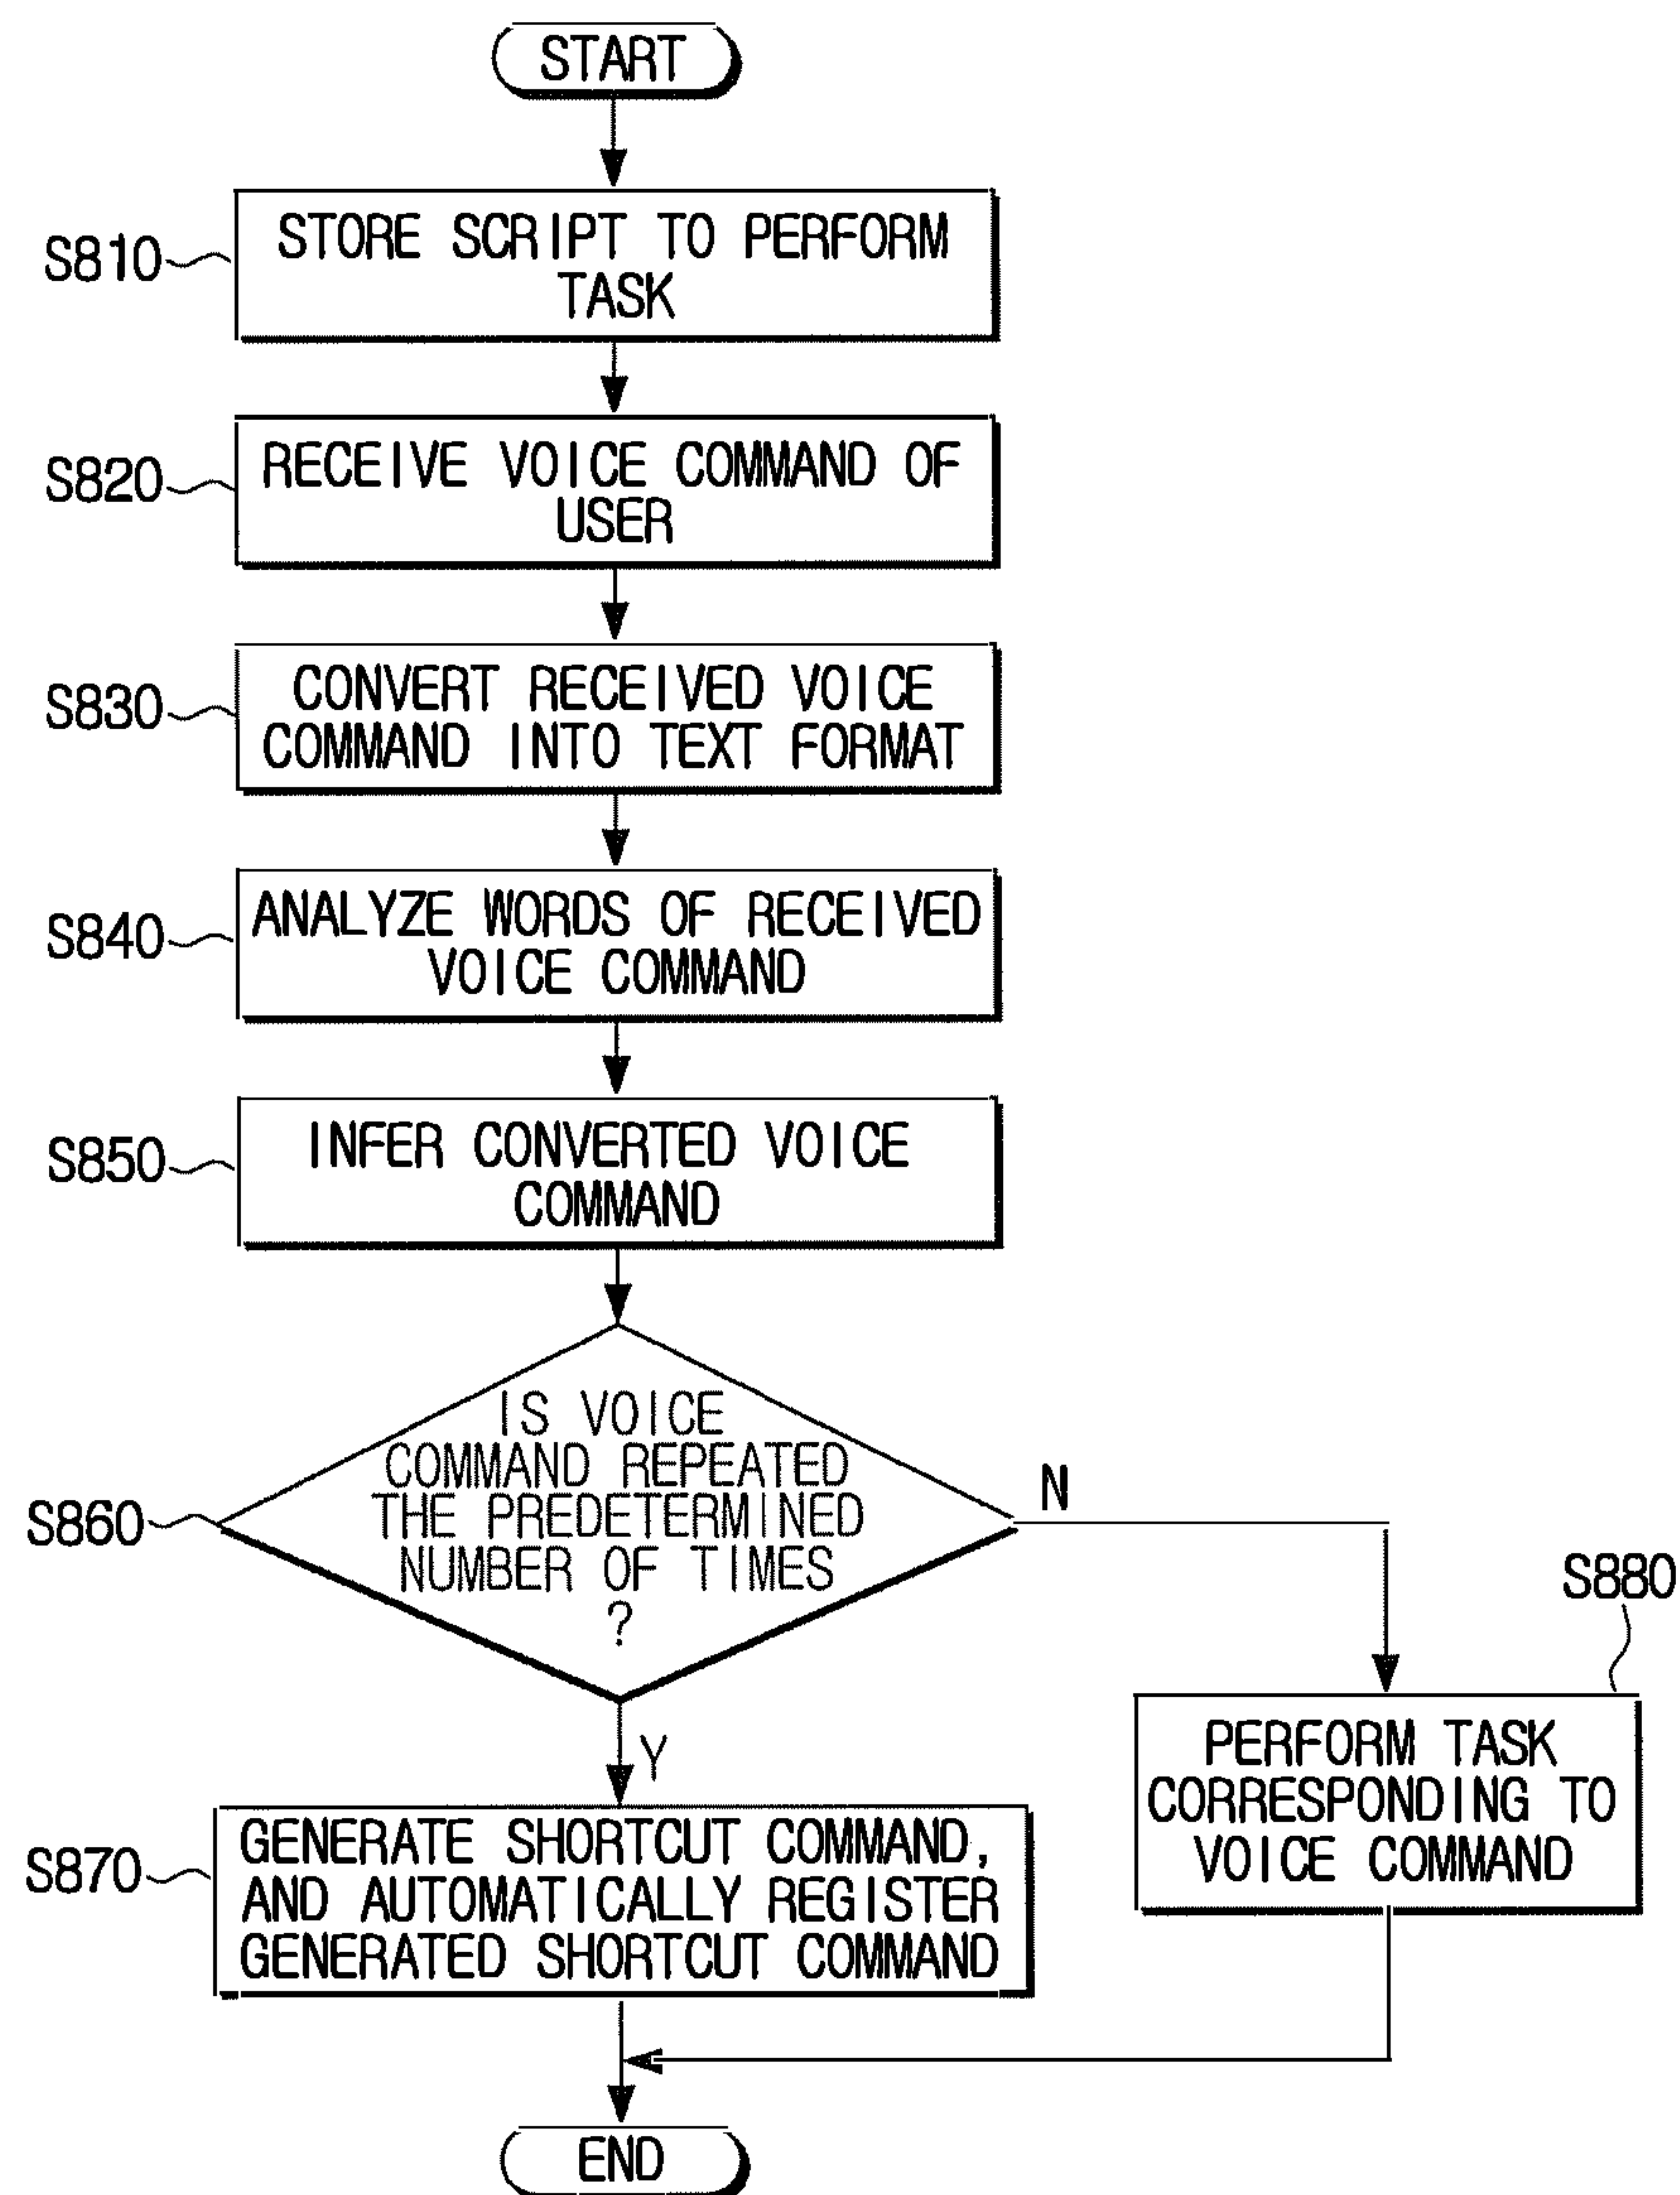 START
S810
STORE SCRIPT TO PERFORM
TASK
S820
RECEIVE VOICE COMMAND OF
USER
S830
CONVERT RECEIVED VOICE
COMMAND INTO TEXT FORMAT
S840
ANALYZE WORDS OF RECEIVED
VOICE COMMAND
S850
INFER CONVERTED VOICE
COMMAND
S860
IS VOICE
COMMAND REPEATED
THE PREDETERMINED
NUMBER OF TIMES
?
N
Y
S870
GENERATE SHORTCUT COMMAND,
AND AUTOMATICALLY REGISTER
GENERATED SHORTCUT COMMAND
S880
PERFORM TASK
CORRESPONDING TO
VOICE COMMAND
END